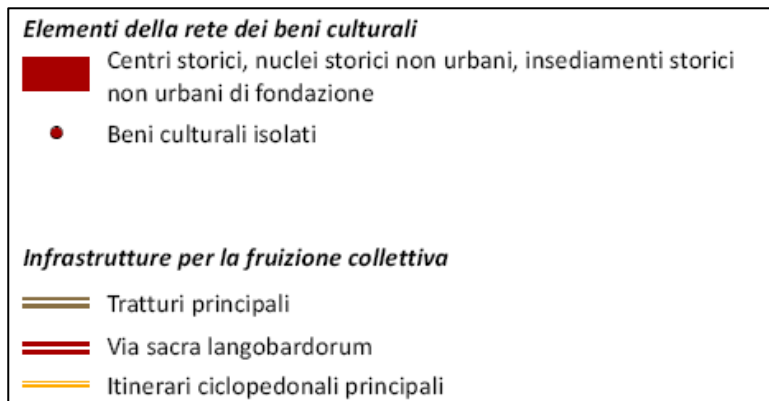 Elementi della rete dei beni culturali
Centri storici, nuclei storici non urbani, insediamenti storici
non urbani di fondazione
Beni culturali isolati
Infrastrutture per la fruizione collettiva
Tratturi principali
Via sacra langobardorum
Itinerari ciclopedonali principali